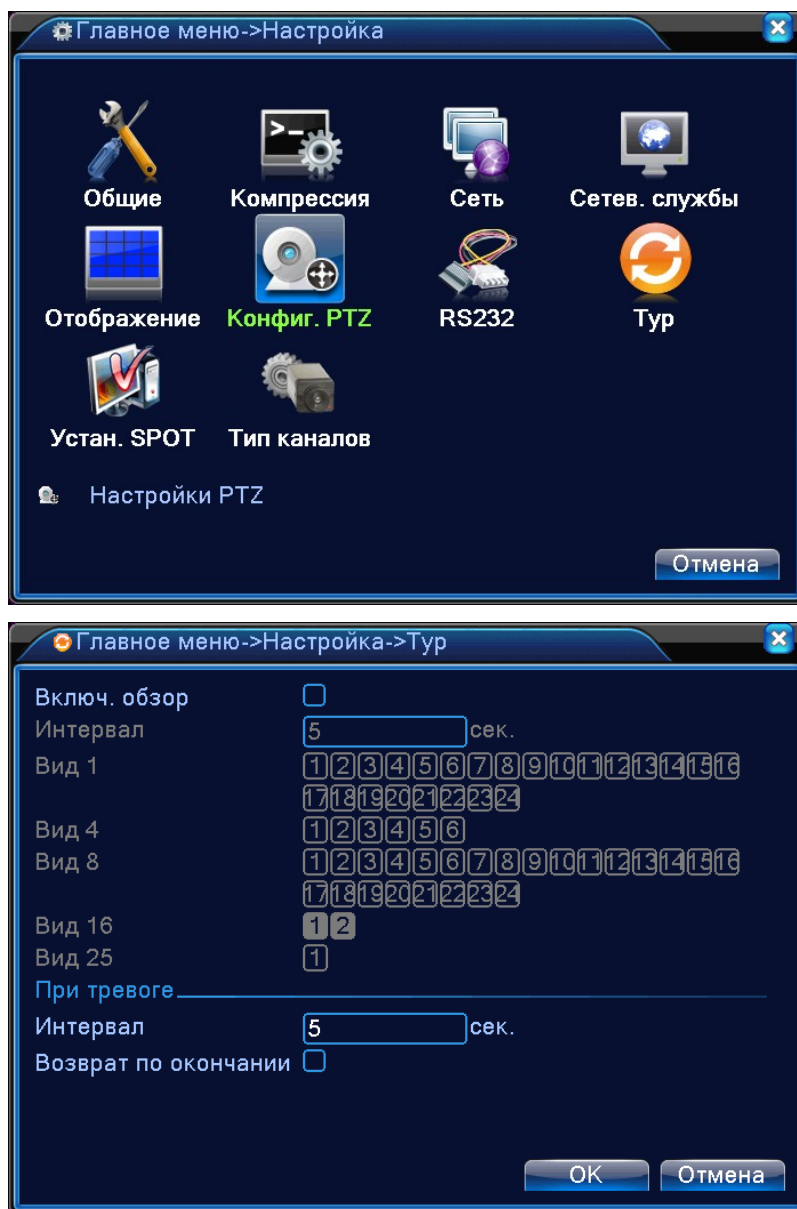 Главное меню->Настройка
Общие Компрессия Сеть Сетев. службы
Отображение Конфиг. PTZ RS232 Тур
Устан. SPOT Тип каналов
Настройки PTZ
Отмена
Главное меню->Настройка->Тур
Включ. обзор
Интервал 5 сек.
Вид 1 1 2 3 4 5 6 7 8 9 10 11 12 13 14 15 16
17 18 19 20 21 22 23 24
Вид 4 1 2 3 4 5 6
Вид 8 1 2 3 4 5 6 7 8 9 10 11 12 13 14 15 16
17 18 19 20 21 22 23 24
Вид 16 1 2
Вид 25 1
При тревоге
Интервал 5 сек.
Возврат по окончании
OK Отмена